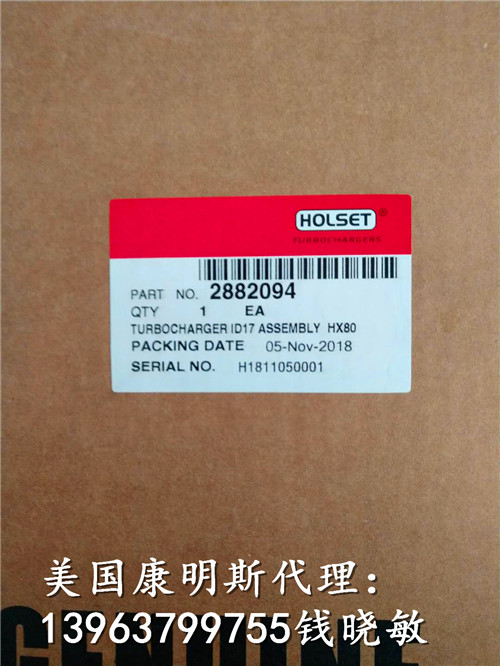 HOLSET®
TURBOCHARGERS
PART NO. 2882094
QTY 1 EA
TURBOCHARGER ID17 ASSEMBLY HX80
PACKING DATE 05-Nov-2018
SERIAL NO. H1811050001
美国康明斯代理：
13963799755钱晓敏
GENUINE